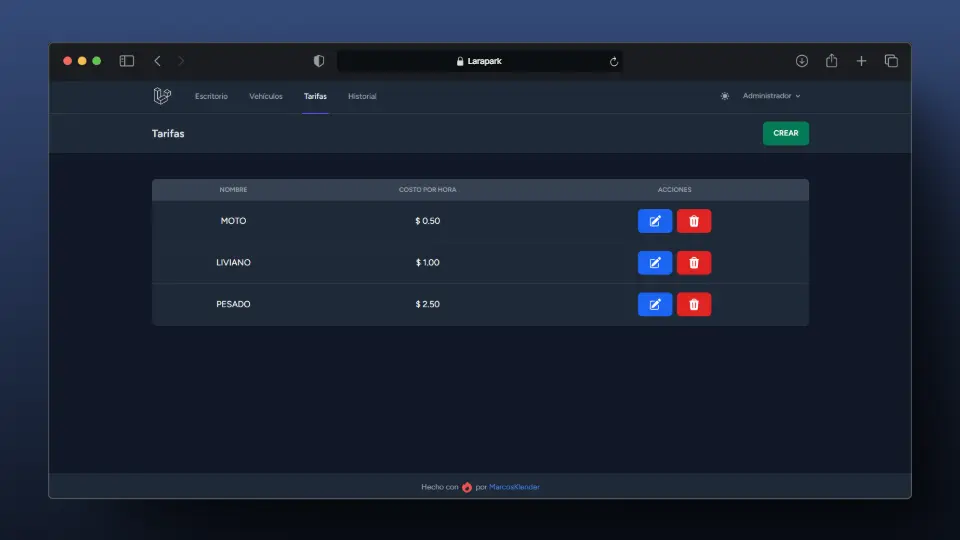 Larapark
Escritorio Vehículos Tarifas Historial Administrador
Tarifas CREAR
NOMBRE COSTO POR HORA ACCIONES
MOTO $ 0.50
LIVIANO $ 1.00
PESADO $ 2.50
Hecho con por MarcosKlender